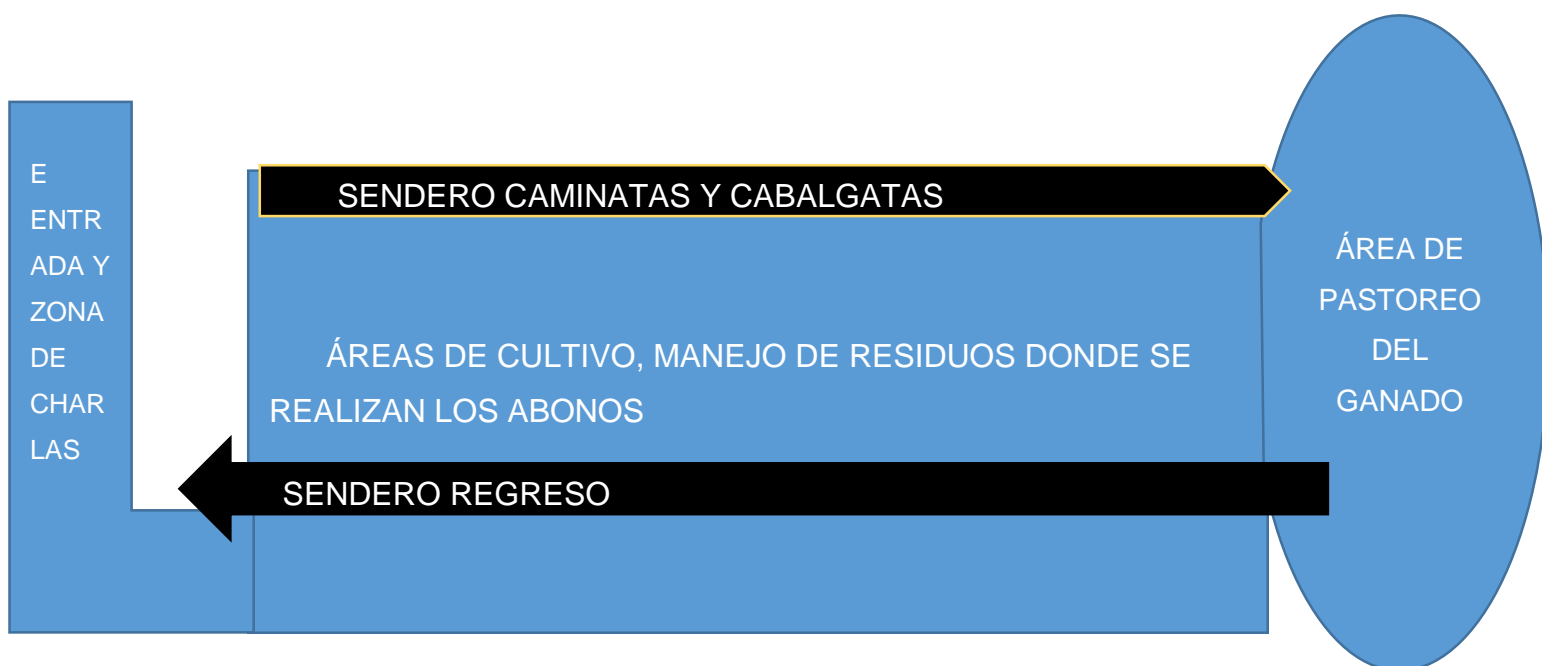 E
ENTR
ADA Y
ZONA
DE
CHAR
LAS
SENDERO CAMINATAS Y CABALGATAS
ÁREAS DE CULTIVO, MANEJO DE RESIDUOS DONDE SE
REALIZAN LOS ABONOS
SENDERO REGRESO
ÁREA DE
PASTOREO
DEL
GANADO